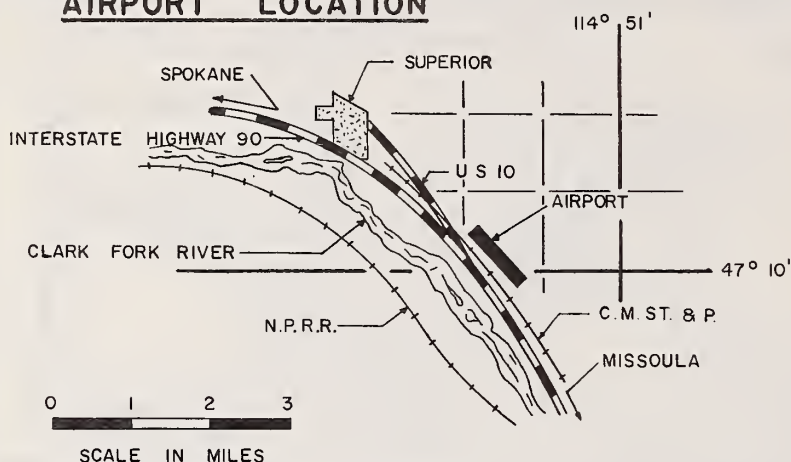 AIRPORT LOCATION
114° 51'
SPOKANE
SUPERIOR
INTERSTATE HIGHWAY 90
U S 10
AIRPORT
CLARK FORK RIVER
47° 10'
N.P.R.R.
C.M. ST. & P.
MISSOULA
0 1 2 3
SCALE IN MILES